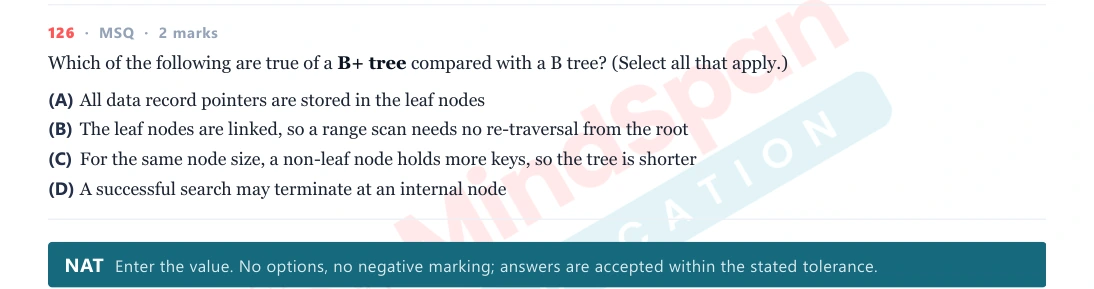 126 · MSQ · 2 marks
Which of the following are true of a B+ tree compared with a B tree? (Select all that apply.)
(A) All data record pointers are stored in the leaf nodes
(B) The leaf nodes are linked, so a range scan needs no re-traversal from the root
(C) For the same node size, a non-leaf node holds more keys, so the tree is shorter
(D) A successful search may terminate at an internal node
Mindspan
CATION
NAT Enter the value. No options, no negative marking; answers are accepted within the stated tolerance.